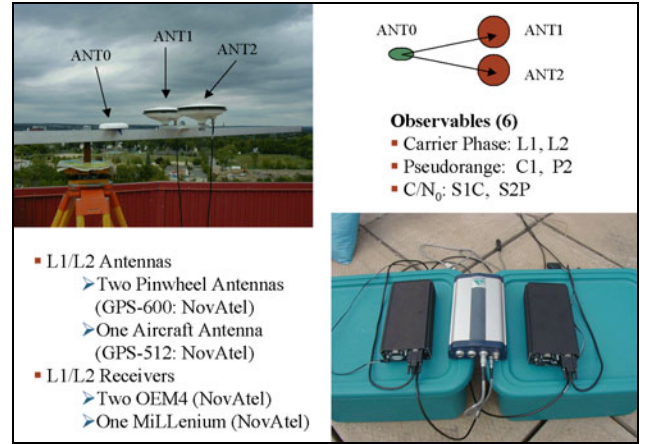 ANT0
ANT1
ANT2
ANT0
ANT1
ANT2
Observables (6)
▪ Carrier Phase: L1, L2
▪ Pseudorange: C1, P2
▪ C/N₀: S1C, S2P
▪ L1/L2 Antennas
➢Two Pinwheel Antennas
(GPS-600: NovAtel)
➢One Aircraft Antenna
(GPS-512: NovAtel)
▪ L1/L2 Receivers
➢Two OEM4 (NovAtel)
➢One MiLLenium (NovAtel)